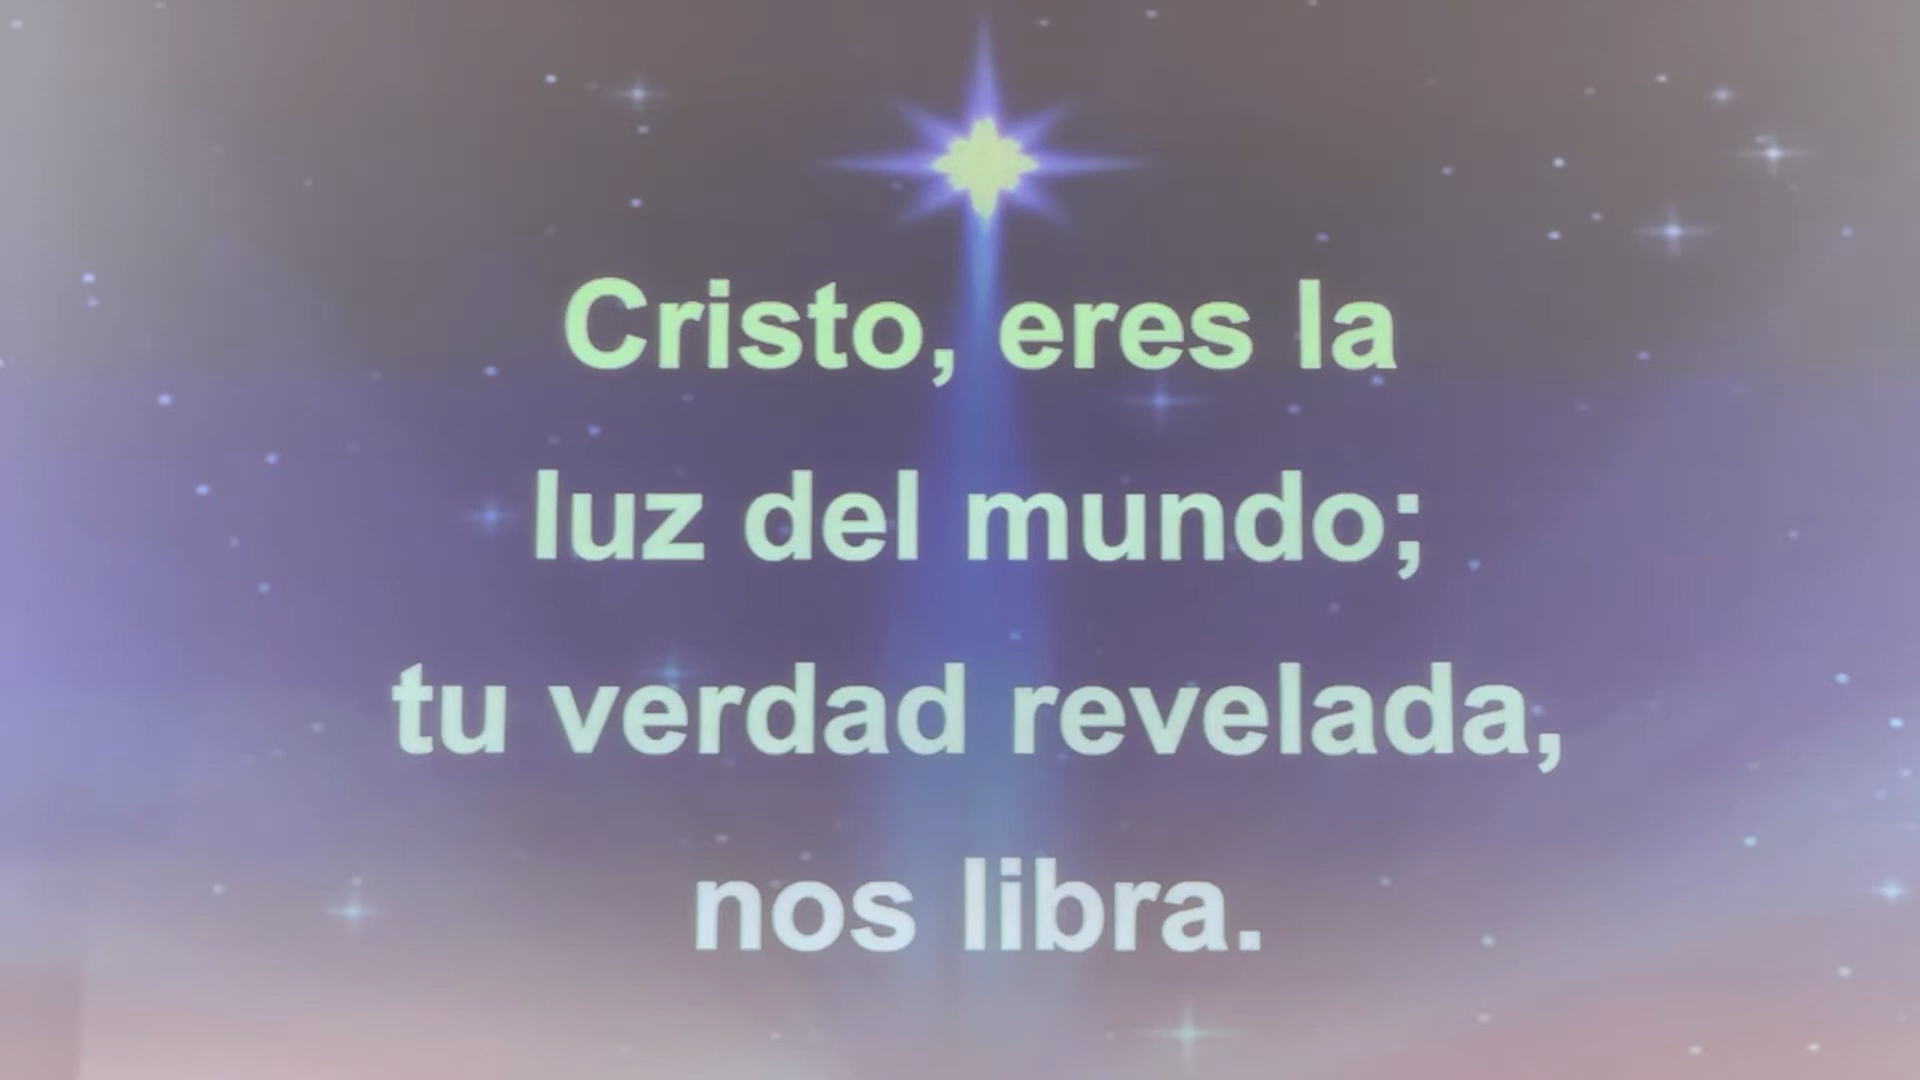 Cristo, eres la
luz del mundo;
tu verdad revelada,
nos libra.